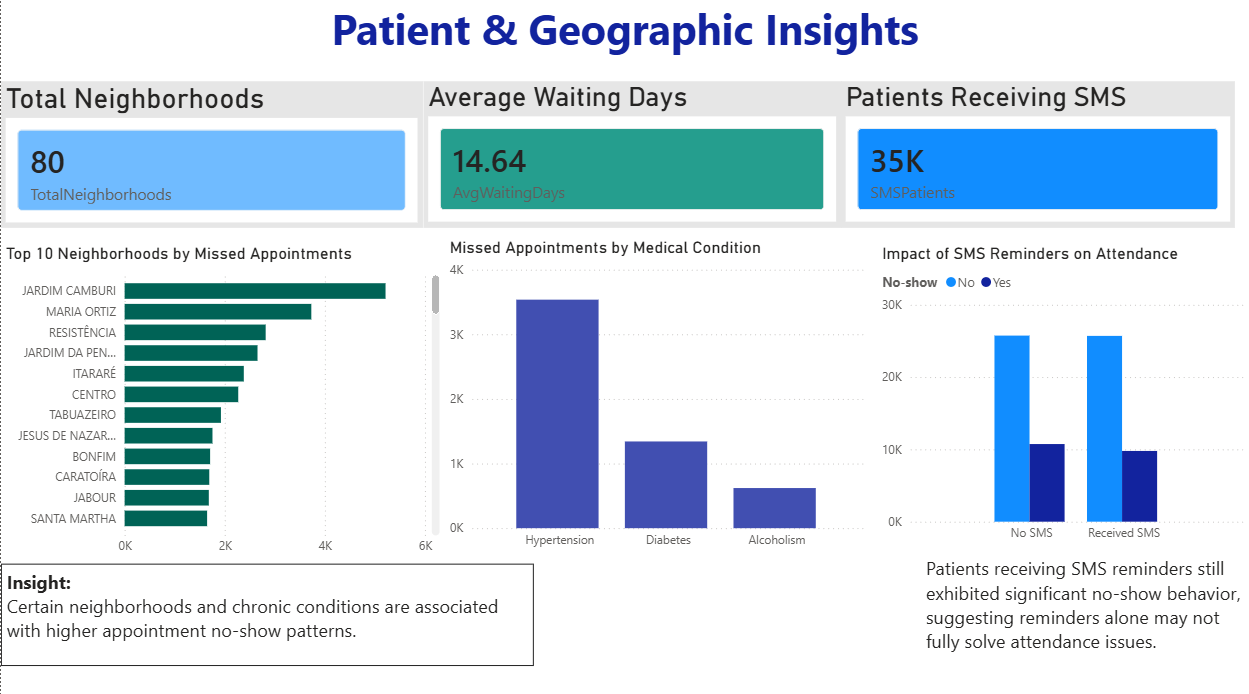 Patient & Geographic Insights
Total Neighborhoods
80
TotalNeighborhoods
Average Waiting Days
14.64
AvgWaitingDays
Patients Receiving SMS
35K
SMSPatients
Top 10 Neighborhoods by Missed Appointments
JARDIM CAMBURI
MARIA ORTIZ
RESISTÊNCIA
JARDIM DA PEN...
ITARARÉ
CENTRO
TABUAZEIRO
JESUS DE NAZAR...
BONFIM
CARATOÍRA
JABOUR
SANTA MARTHA
0K 2K 4K 6K
Missed Appointments by Medical Condition
4K
3K
2K
1K
0K
Hypertension Diabetes Alcoholism
Impact of SMS Reminders on Attendance
No-show No Yes
30K
20K
10K
0K
No SMS Received SMS
Insight:
Certain neighborhoods and chronic conditions are associated
with higher appointment no-show patterns.
Patients receiving SMS reminders still
exhibited significant no-show behavior,
suggesting reminders alone may not
fully solve attendance issues.